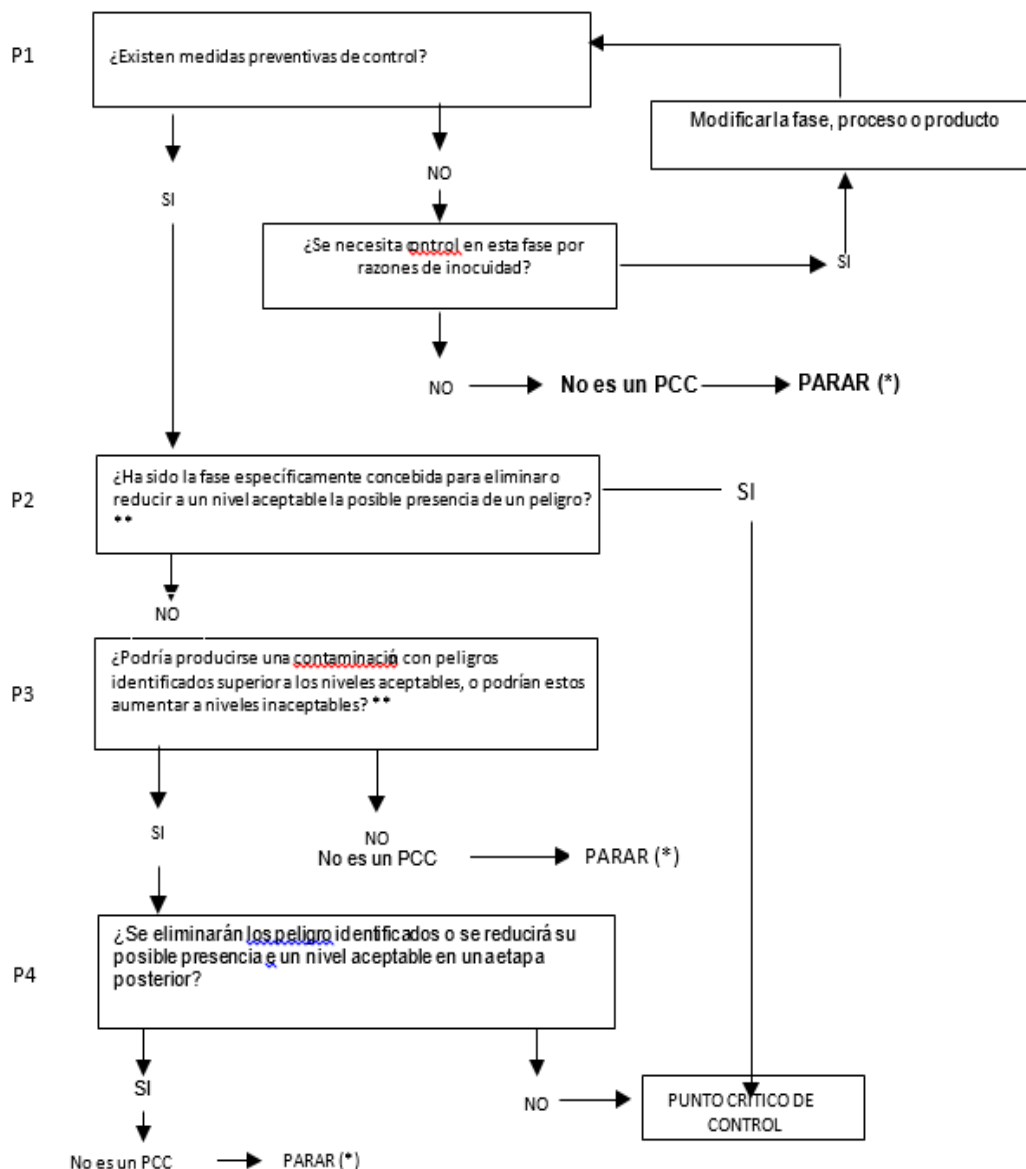 P1
¿Existen medidas preventivas de control?
Modificar la fase, proceso o producto
SI
NO
¿Se necesita control en esta fase por
razones de inocuidad?
SI
NO
No es un PCC
PARAR (*)
P2
¿Ha sido la fase específicamente concebida para eliminar o
reducir a un nivel aceptable la posible presencia de un peligro?
**
SI
NO
P3
¿Podría producirse una contaminació con peligros
identificados superior a los niveles aceptables, o podrían estos
aumentar a niveles inaceptables? **
SI
NO
No es un PCC
PARAR (*)
P4
¿Se eliminarán los peligro identificados o se reducirá su
posible presencia e un nivel aceptable en una etapa
posterior?
SI
NO
PUNTO CRITICO DE
CONTROL
No es un PCC
PARAR (*)